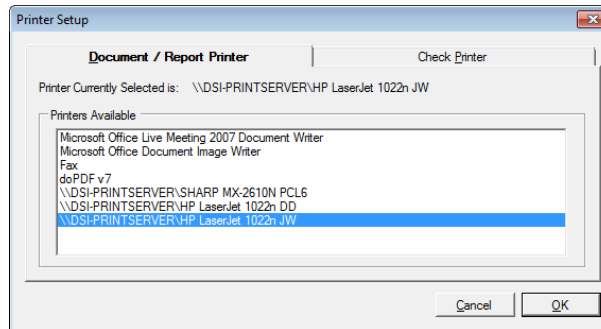 Printer Setup
Document / Report Printer
Check Printer
Printer Currently Selected is: \\DSI-PRINTSERVER\HP LaserJet 1022n JW
Printers Available
Microsoft Office Live Meeting 2007 Document Writer
Microsoft Office Document Image Writer
Fax
doPDF v7
\\DSI-PRINTSERVER\SHARP MX-2610N PCL6
\\DSI-PRINTSERVER\HP LaserJet 1022n DD
\\DSI-PRINTSERVER\HP LaserJet 1022n JW
Cancel
OK